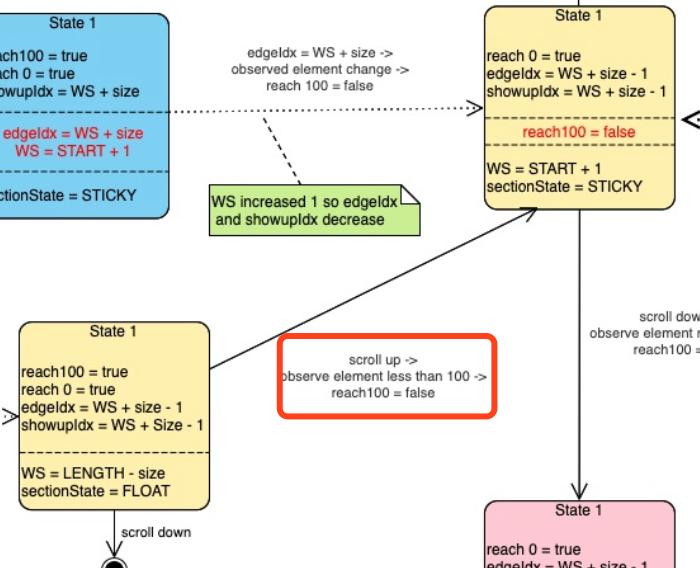 State 1
ach100 = true
ach 0 = true
owupIdx = WS + size
edgeIdx = WS + size
WS = START + 1
ctionState = STICKY
edgeIdx = WS + size ->
observed element change ->
reach 100 = false
WS increased 1 so edgeIdx
and showupIdx decrease
State 1
reach 0 = true
edgeIdx = WS + size - 1
showupIdx = WS + size - 1
reach100 = false
WS = START + 1
sectionState = STICKY
scroll up ->
observe element less than 100 ->
reach100 = false
scroll dow
observe element r
reach100 =
State 1
reach100 = true
reach 0 = true
edgeIdx = WS + size - 1
showupIdx = WS + Size - 1
WS = LENGTH - size
sectionState = FLOAT
scroll down
State 1
reach 0 = true
edgeIdx = WS + size - 1